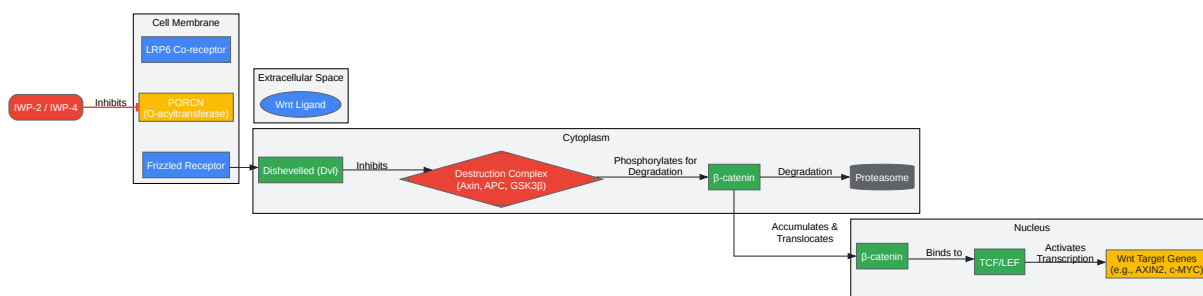 Cell Membrane
LRP6 Co-receptor
IWP-2 / IWP-4
Inhibits
PORCN
(O-acyltransferase)
Frizzled Receptor
Extracellular Space
Wnt Ligand
Cytoplasm
Dishevelled (Dvl)
Inhibits
Destruction Complex
(Axin, APC, GSK3β)
Phosphorylates for
Degradation
β-catenin
Degradation
Proteasome
Accumulates &
Translocates
Nucleus
β-catenin
Binds to
TCF/LEF
Activates
Transcription
Wnt Target Genes
(e.g., AXIN2, c-MYC)